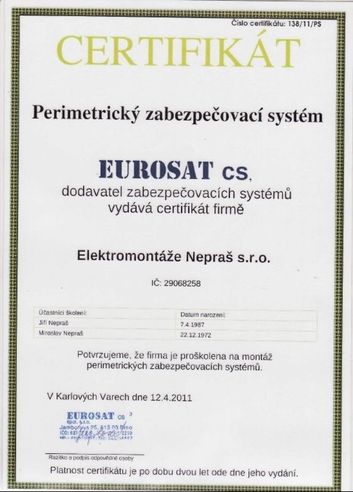 Číslo certifikátu: 138/11/PS
CERTIFIKÁT
Perimetrický zabezpečovací systém
EUROSAT CS,
dodavatel zabezpečovacích systémů
vydává certifikát firmě
Elektromontáže Nepraš s.r.o.
IČ: 29068258
Účastníci školení: Datum narození:
Jiří Nepraš 7.4.1987
Miroslav Nepraš 22.12.1972
Potvrzujeme, že firma je proškolena na montáž
perimetrických zabezpečovacích systémů.
V Karlových Varech dne 12.4.2011
EUROSAT CS
spol. s r.o.
Razítko a podpis odpovědné osoby
Platnost certifikátu je po dobu dvou let ode dne jeho vydání.